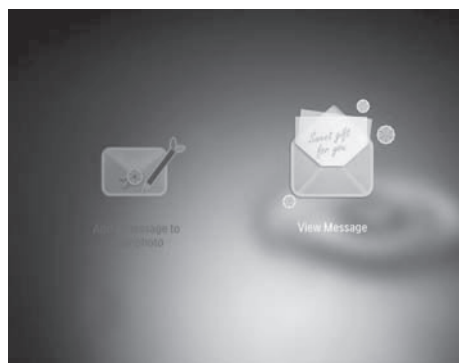 Sweet gift
for you
View Message
message to
photo